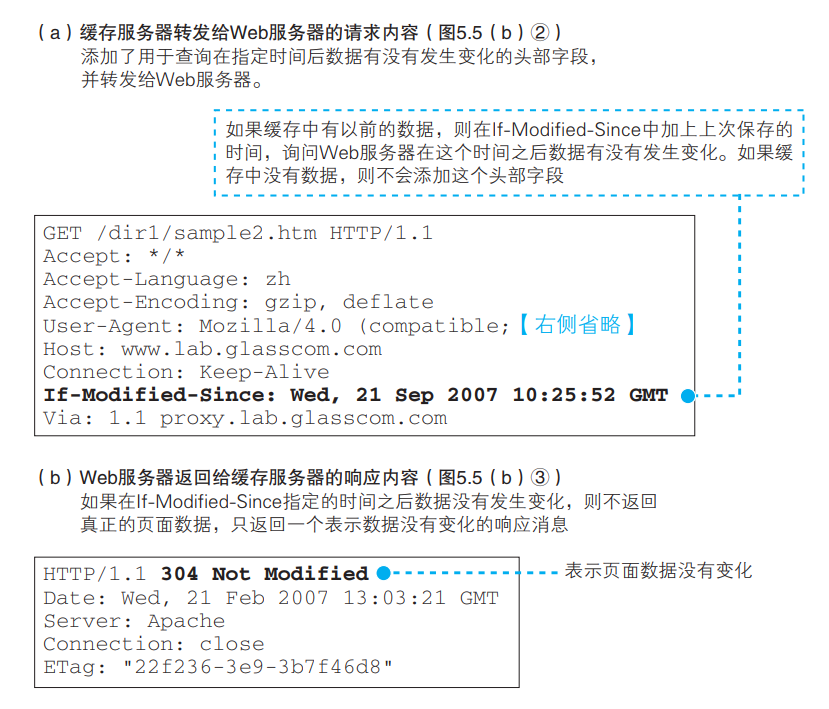 （a）缓存服务器转发给Web服务器的请求内容（图5.5（b）②）
添加了用于查询在指定时间后数据有没有发生变化的头部字段，
并转发给Web服务器。
如果缓存中有以前的数据，则在If-Modified-Since中加上上次保存的
时间，询问Web服务器在这个时间之后数据有没有发生变化。如果缓
存中没有数据，则不会添加这个头部字段
GET /dir1/sample2.htm HTTP/1.1
Accept: */*
Accept-Language: zh
Accept-Encoding: gzip, deflate
User-Agent: Mozilla/4.0 (compatible;【右侧省略】
Host: www.lab.glasscom.com
Connection: Keep-Alive
If-Modified-Since: Wed, 21 Sep 2007 10:25:52 GMT
Via: 1.1 proxy.lab.glasscom.com
（b）Web服务器返回给缓存服务器的响应内容（图5.5（b）③）
如果在If-Modified-Since指定的时间之后数据没有发生变化，则不返回
真正的页面数据，只返回一个表示数据没有变化的响应消息
HTTP/1.1 304 Not Modified
表示页面数据没有变化
Date: Wed, 21 Feb 2007 13:03:21 GMT
Server: Apache
Connection: close
ETag: "22f236-3e9-3b7f46d8"